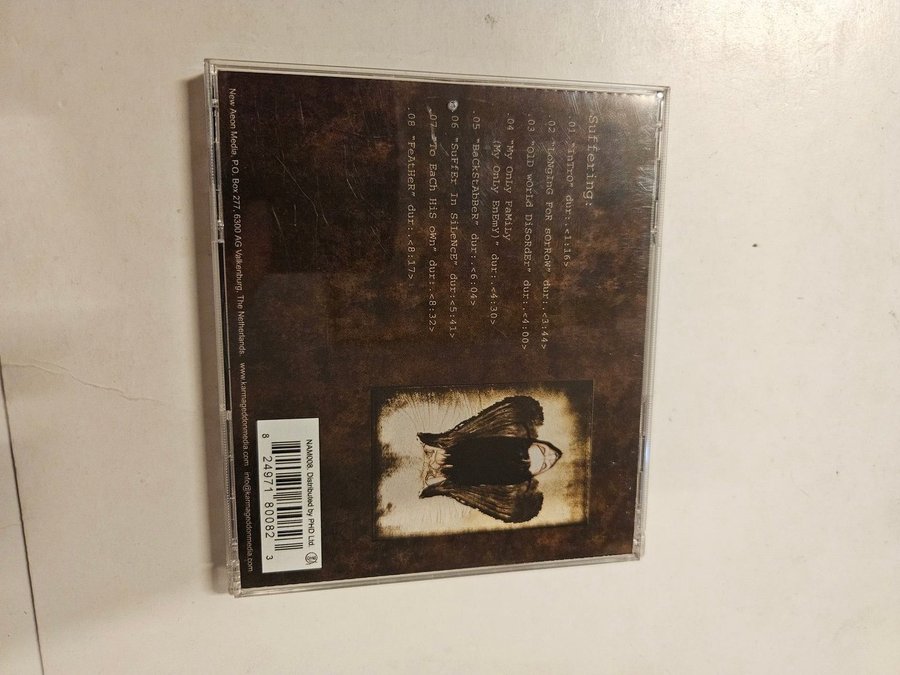 Suffering.
.01 "InTrO" dur:.<1:16>
.02 "LoNgInG FoR sOrRoW" dur:.<3:44>
.03 "OlD wOrld DiSoRdEr" dur:.<4:00>
.04 "My OnLy FaMiLy
(My OnLy EnEmY)" dur:.<4:30>
.05 "BaCkStAbBeR" dur:.<6:04>
.06 "SuFfEr In SiLeNcE" dur:<5:41>
.07 "To EaCh HiS oWn" dur:.<8:32>
.08 "FeAtHeR" dur:.<8:17>.
NAM008. Distributed by PHD Ltd.
8 24971 80082 3
New Aeon Media, P.O. Box 277, 6300 AG Valkenburg, The Netherlands. www.karmageddonmedia.com info@karmageddonmedia.com